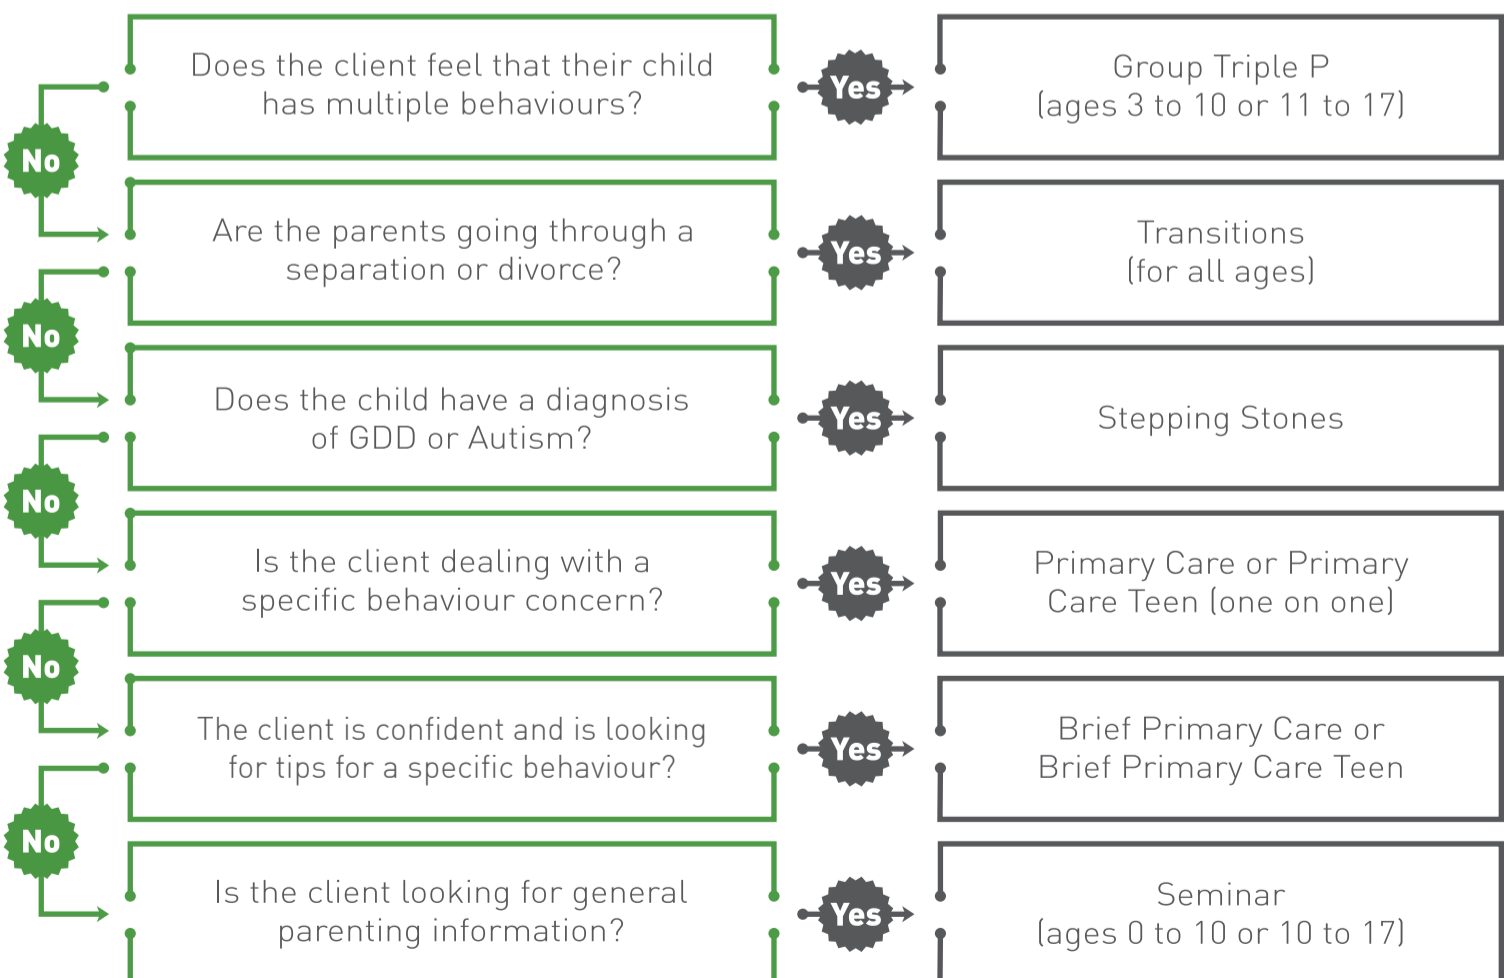 Does the client feel that their child
has multiple behaviours?
Yes
Group Triple P
(ages 3 to 10 or 11 to 17)
No
Are the parents going through a
separation or divorce?
Yes
Transitions
(for all ages)
No
Does the child have a diagnosis
of GDD or Autism?
Yes
Stepping Stones
No
Is the client dealing with a
specific behaviour concern?
Yes
Primary Care or Primary
Care Teen (one on one)
No
The client is confident and is looking
for tips for a specific behaviour?
Yes
Brief Primary Care or
Brief Primary Care Teen
No
Is the client looking for general
parenting information?
Yes
Seminar
(ages 0 to 10 or 10 to 17)